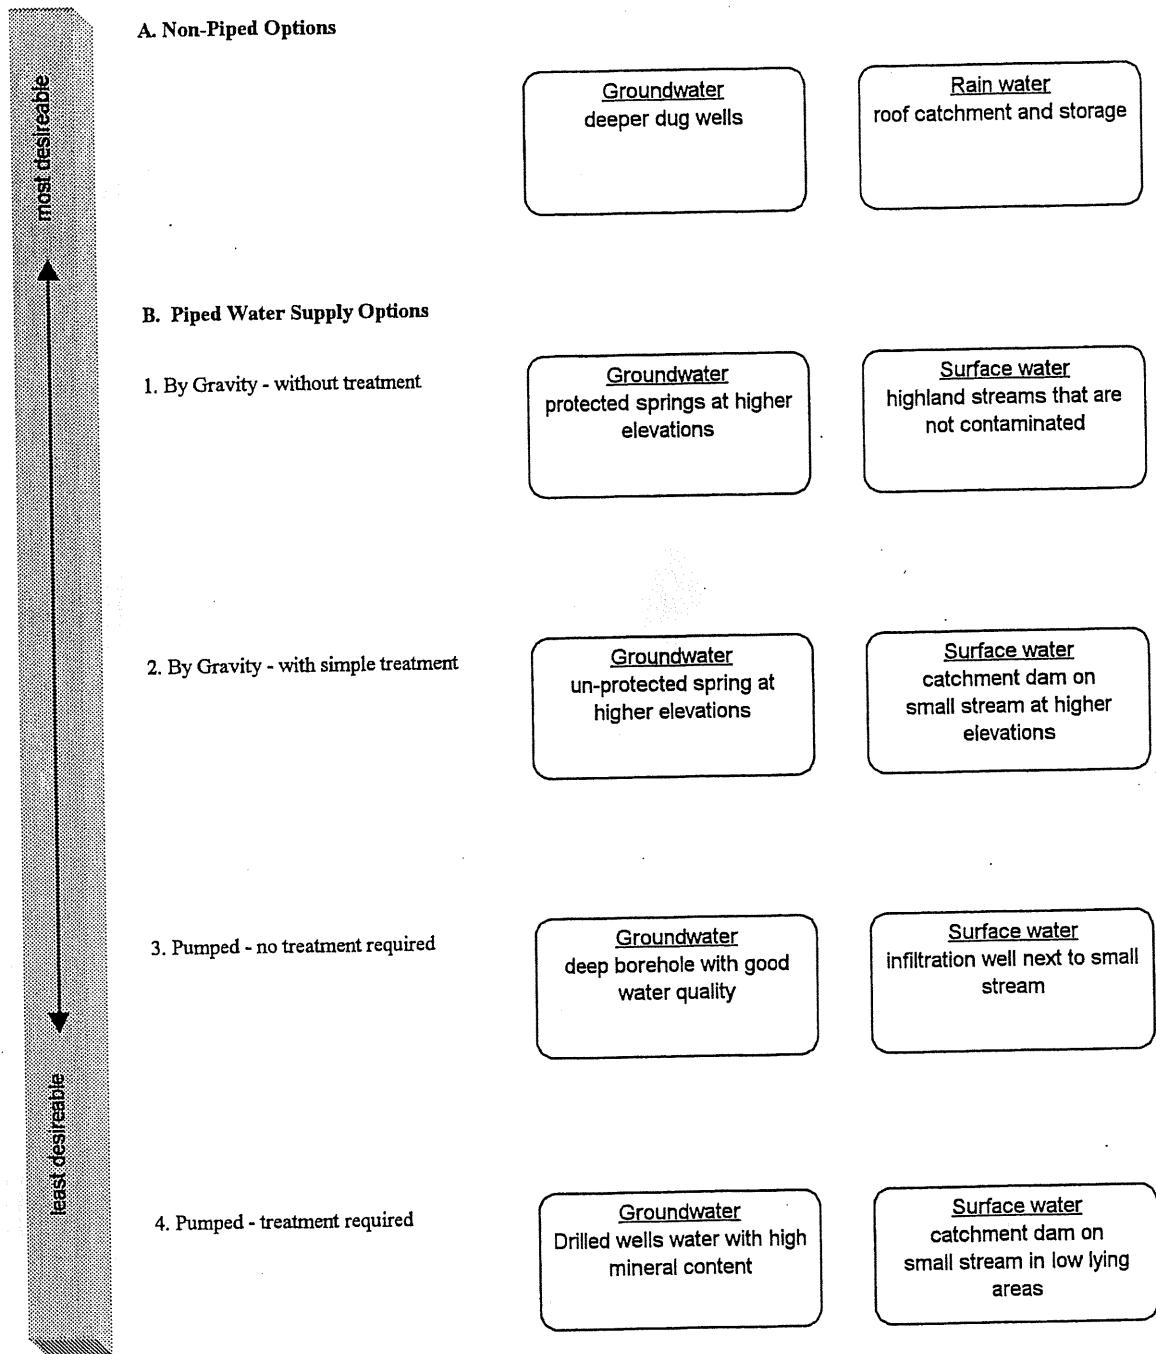 A. Non-Piped Options
most desireable
Groundwater
deeper dug wells
Rain water
roof catchment and storage
B. Piped Water Supply Options
1. By Gravity - without treatment
Groundwater
protected springs at higher
elevations
Surface water
highland streams that are
not contaminated
2. By Gravity - with simple treatment
Groundwater
un-protected spring at
higher elevations
Surface water
catchment dam on
small stream at higher
elevations
3. Pumped - no treatment required
Groundwater
deep borehole with good
water quality
Surface water
infiltration well next to small
stream
least desireable
4. Pumped - treatment required
Groundwater
Drilled wells water with high
mineral content
Surface water
catchment dam on
small stream in low lying
areas